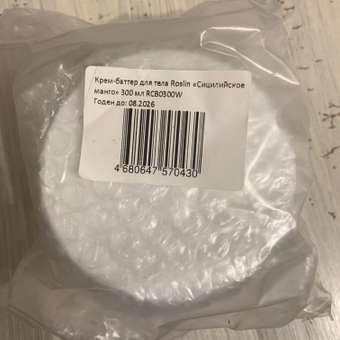 Крем-баттер для тела Roslin «Сицилийское
манго» 300 мл RCB0300W
Годен до: 08.2026
4 680647 570430